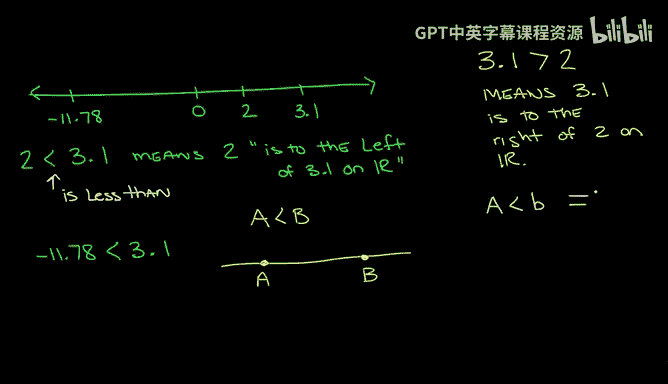 GPT中英字幕课程资源 bilibili
-11.78 0 2 3.1
2 < 3.1 MEANS 2 "is to the Left
of 3.1 on IR"
↑ is Less than
A < B
-11.78 < 3.1
A B
3.1 > 2
MEANS 3.1
is to the
right of 2 on
IR.
A < b =